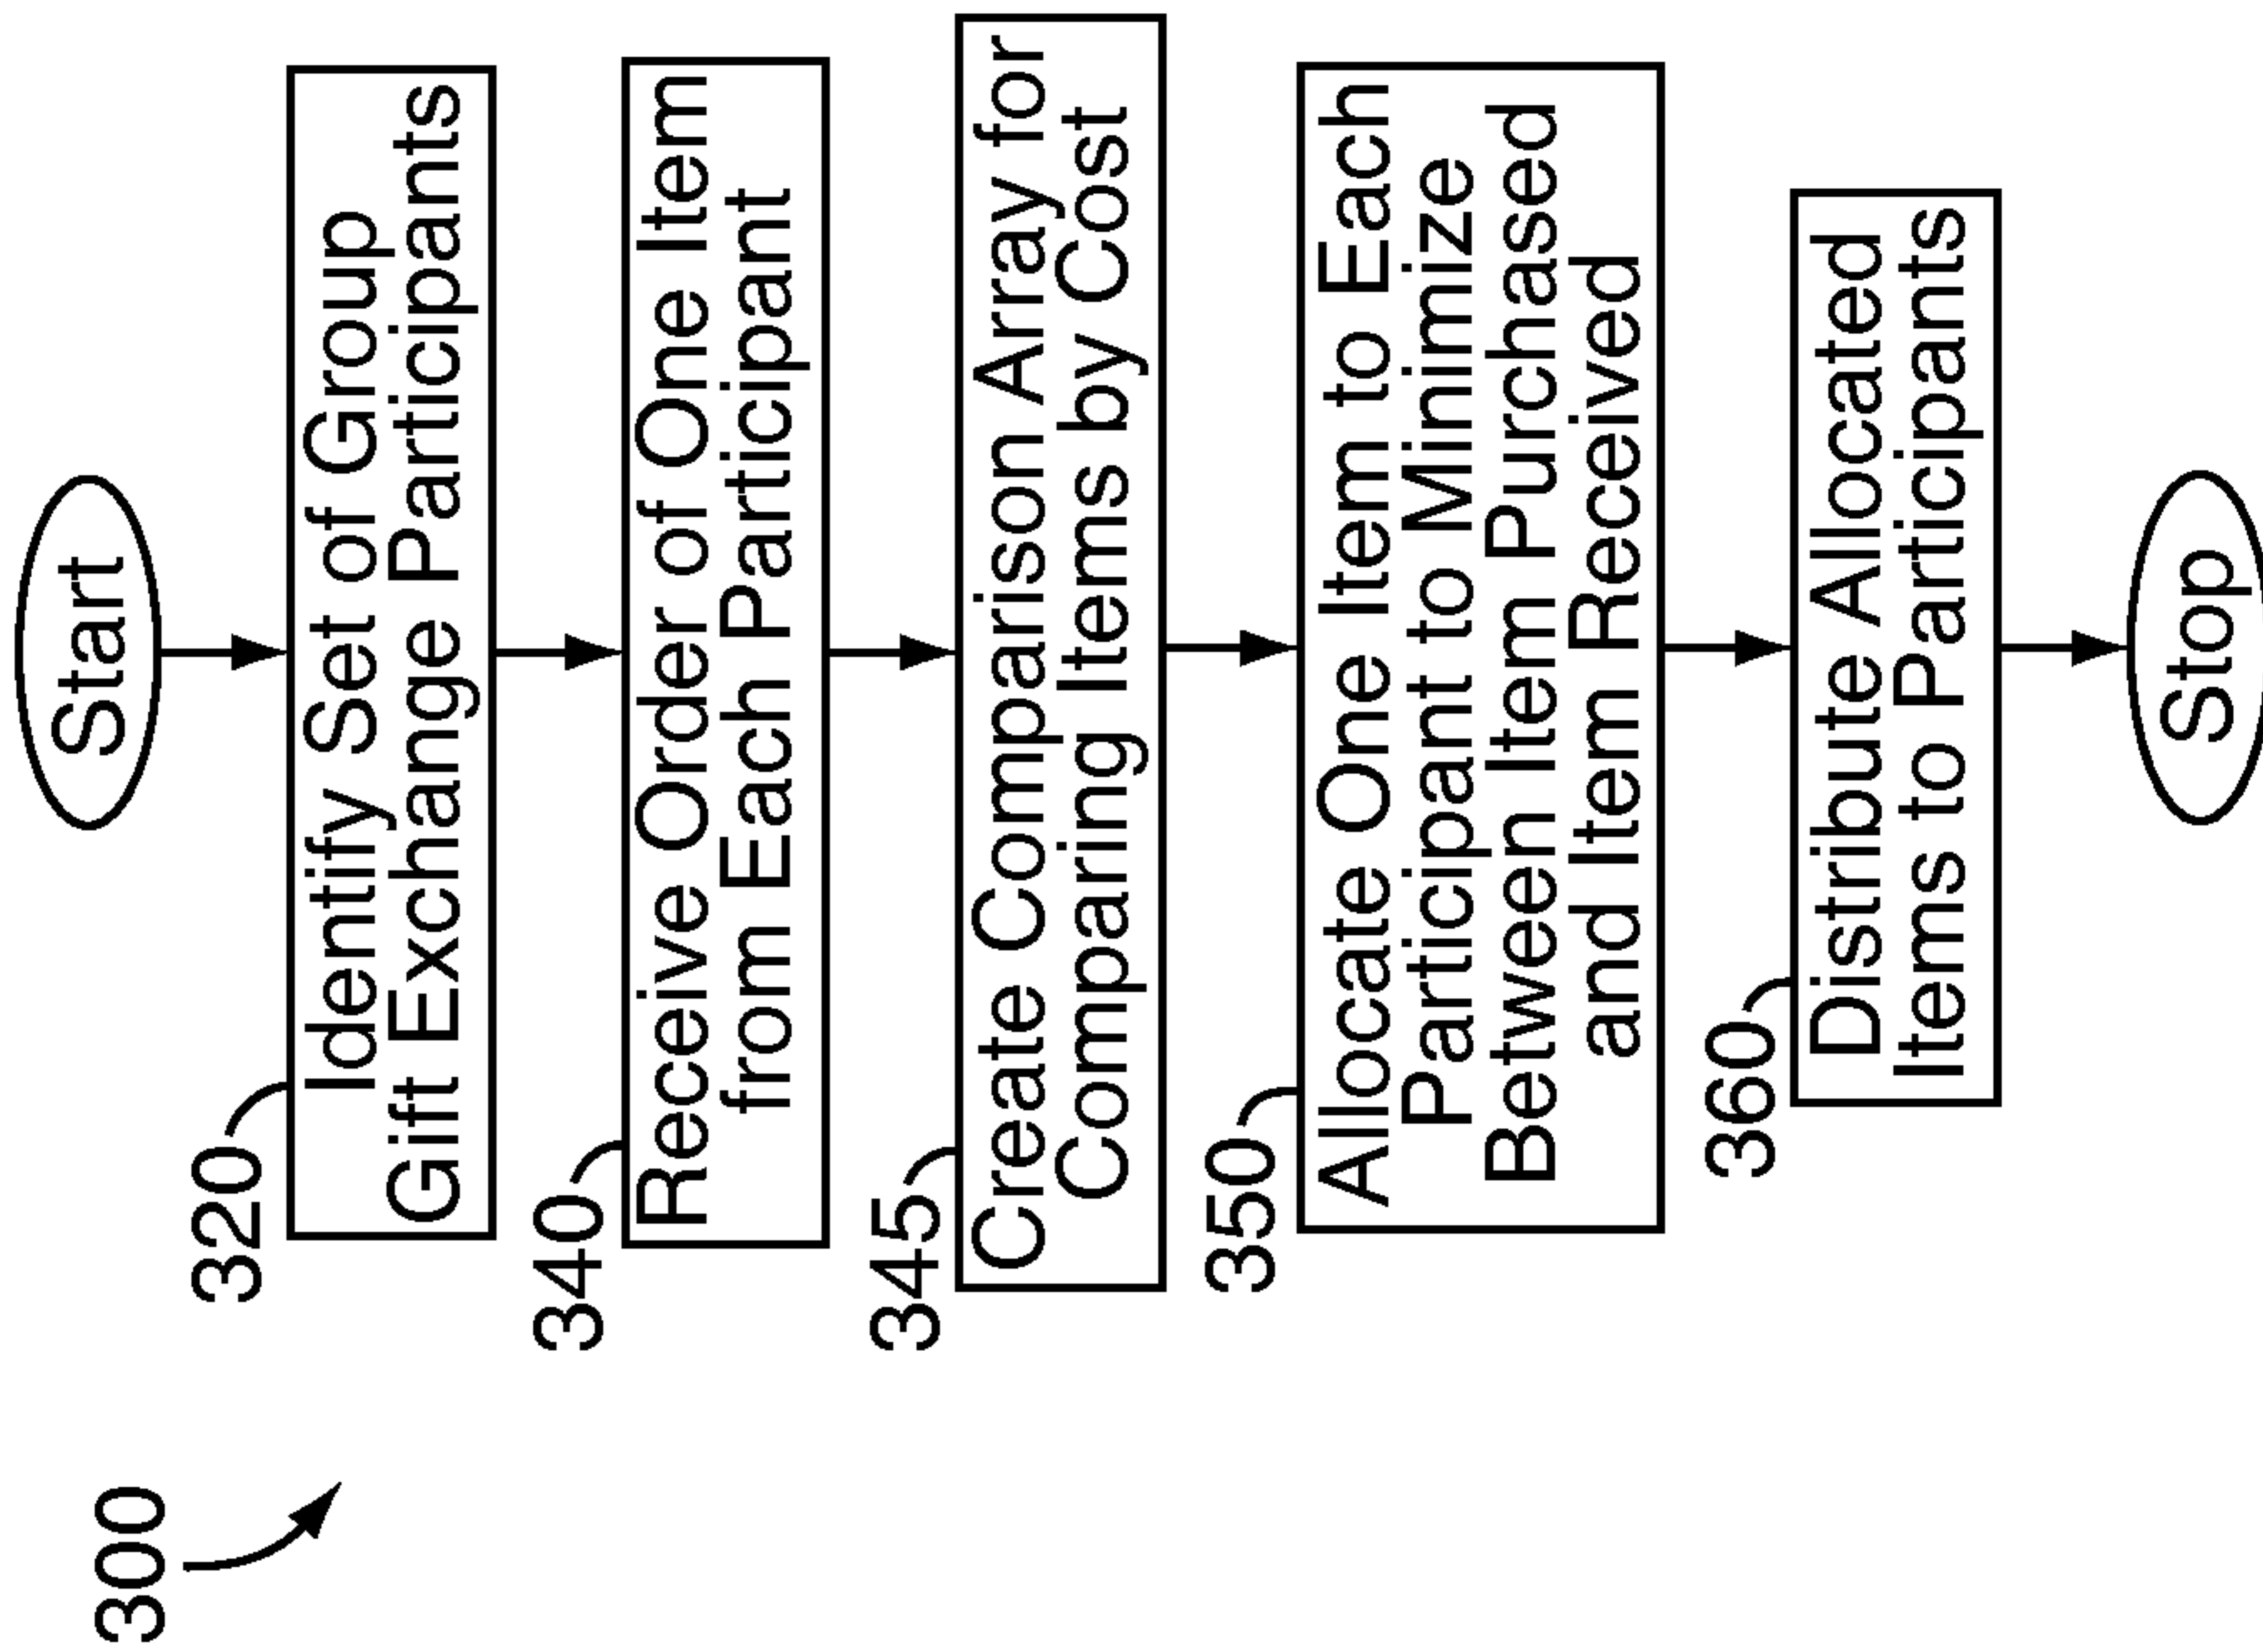 300
Start
320
Identify Set of Group
Gift Exchange Participants
340
Receive Order of One Item
from Each Participant
345
Create Comparison Array for
Comparing Items by Cost
350
Allocate One Item to Each
Participant to Minimize
Between Item Purchased
and Item Received
360
Distribute Allocated
Items to Participants
Stop